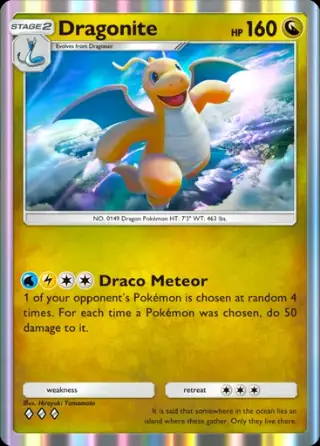 STAGE 2 Dragonite HP 160
Evolves from Dragonair
NO. 0149 Dragon Pokémon HT: 7'3" WT: 463 lbs.
Draco Meteor
1 of your opponent's Pokémon is chosen at random 4
times. For each time a Pokémon was chosen, do 50
damage to it.
weakness retreat
Illus. Hiroyuki Yamamoto
It is said that somewhere in the ocean lies an
island where these gather. Only they live there.